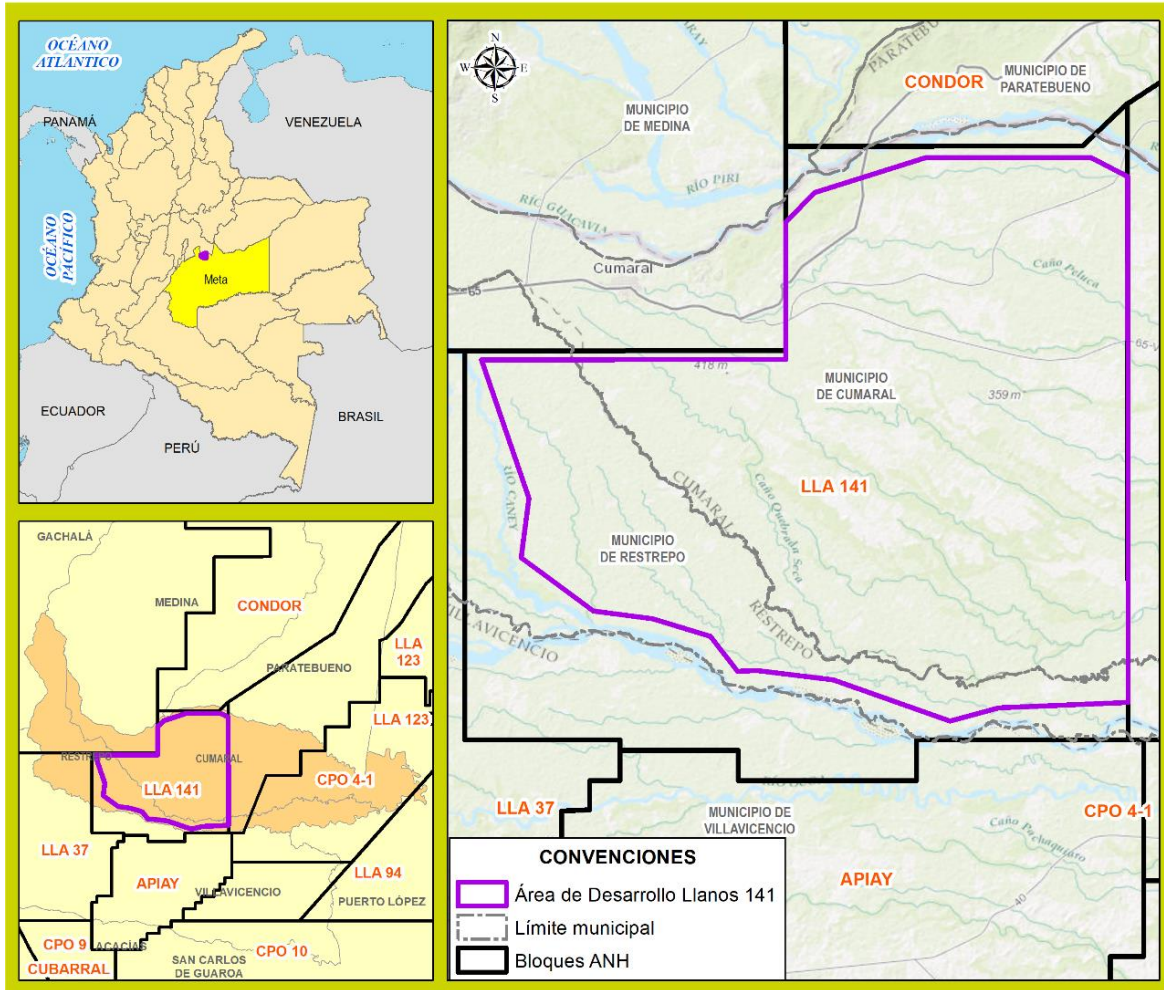 OCÉANO
ATLANTICO
PANAMÁ
VENEZUELA
OCÉANO
PACÍFICO
Meta
ECUADOR
BRASIL
PERÚ
GACHALÁ
MEDINA
CONDOR
PARATEBUENO
LLA
123
LLA 123
RESTREPO
CUMARAL
CPO 4-1
LLA 141
LLA 37
APIAY
LLA 94
VILLAVICENCIO
PUERTO LÓPEZ
CPO 9
ACACÍAS
CUBARRAL
SAN CARLOS
DE GUAROA
CPO 10
N
W
E
S
MUNICIPIO
DE MEDINA
CONDOR
MUNICIPIO DE
PARATEBUENO
RÍO PIRI
RÍO GUACAVIA
Cumaral
65
Caño Peluca
418 m
MUNICIPIO
DE CUMARAL
359 m
RÍO CANEY
CUMARAL
LLA 141
Caño Quebrada Seca
MUNICIPIO
DE RESTREPO
VILLAVICENCIO
RESTREPO
LLA 37
MUNICIPIO DE
VILLAVICENCIO
CPO 4-1
Caño Pachaquiaro
APIAY
40
CONVENCIONES
Área de Desarrollo Llanos 141
Límite municipal
Bloques ANH